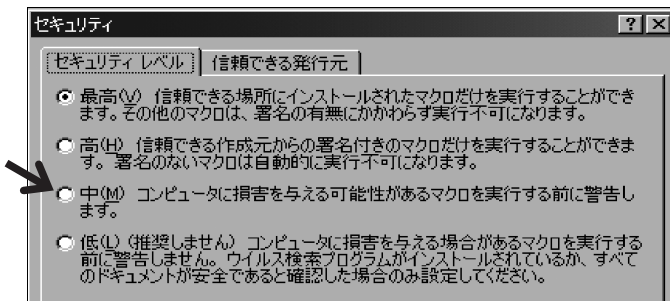 セキュリティ
セキュリティ レベル 信頼できる発行元
最高(V) 信頼できる場所にインストールされたマクロだけを実行することができ
ます。その他のマクロは、署名の有無にかかわらず実行不可になります。
高(H) 信頼できる作成元からの署名付きのマクロだけを実行することができま
す。署名のないマクロは自動的に実行不可になります。
中(M) コンピュータに損害を与える可能性があるマクロを実行する前に警告し
ます。
低(L) (推奨しません) コンピュータに損害を与える場合があるマクロを実行する
前に警告しません。ウイルス検索プログラムがインストールされているか、すべて
のドキュメントが安全であると確認した場合のみ設定してください。